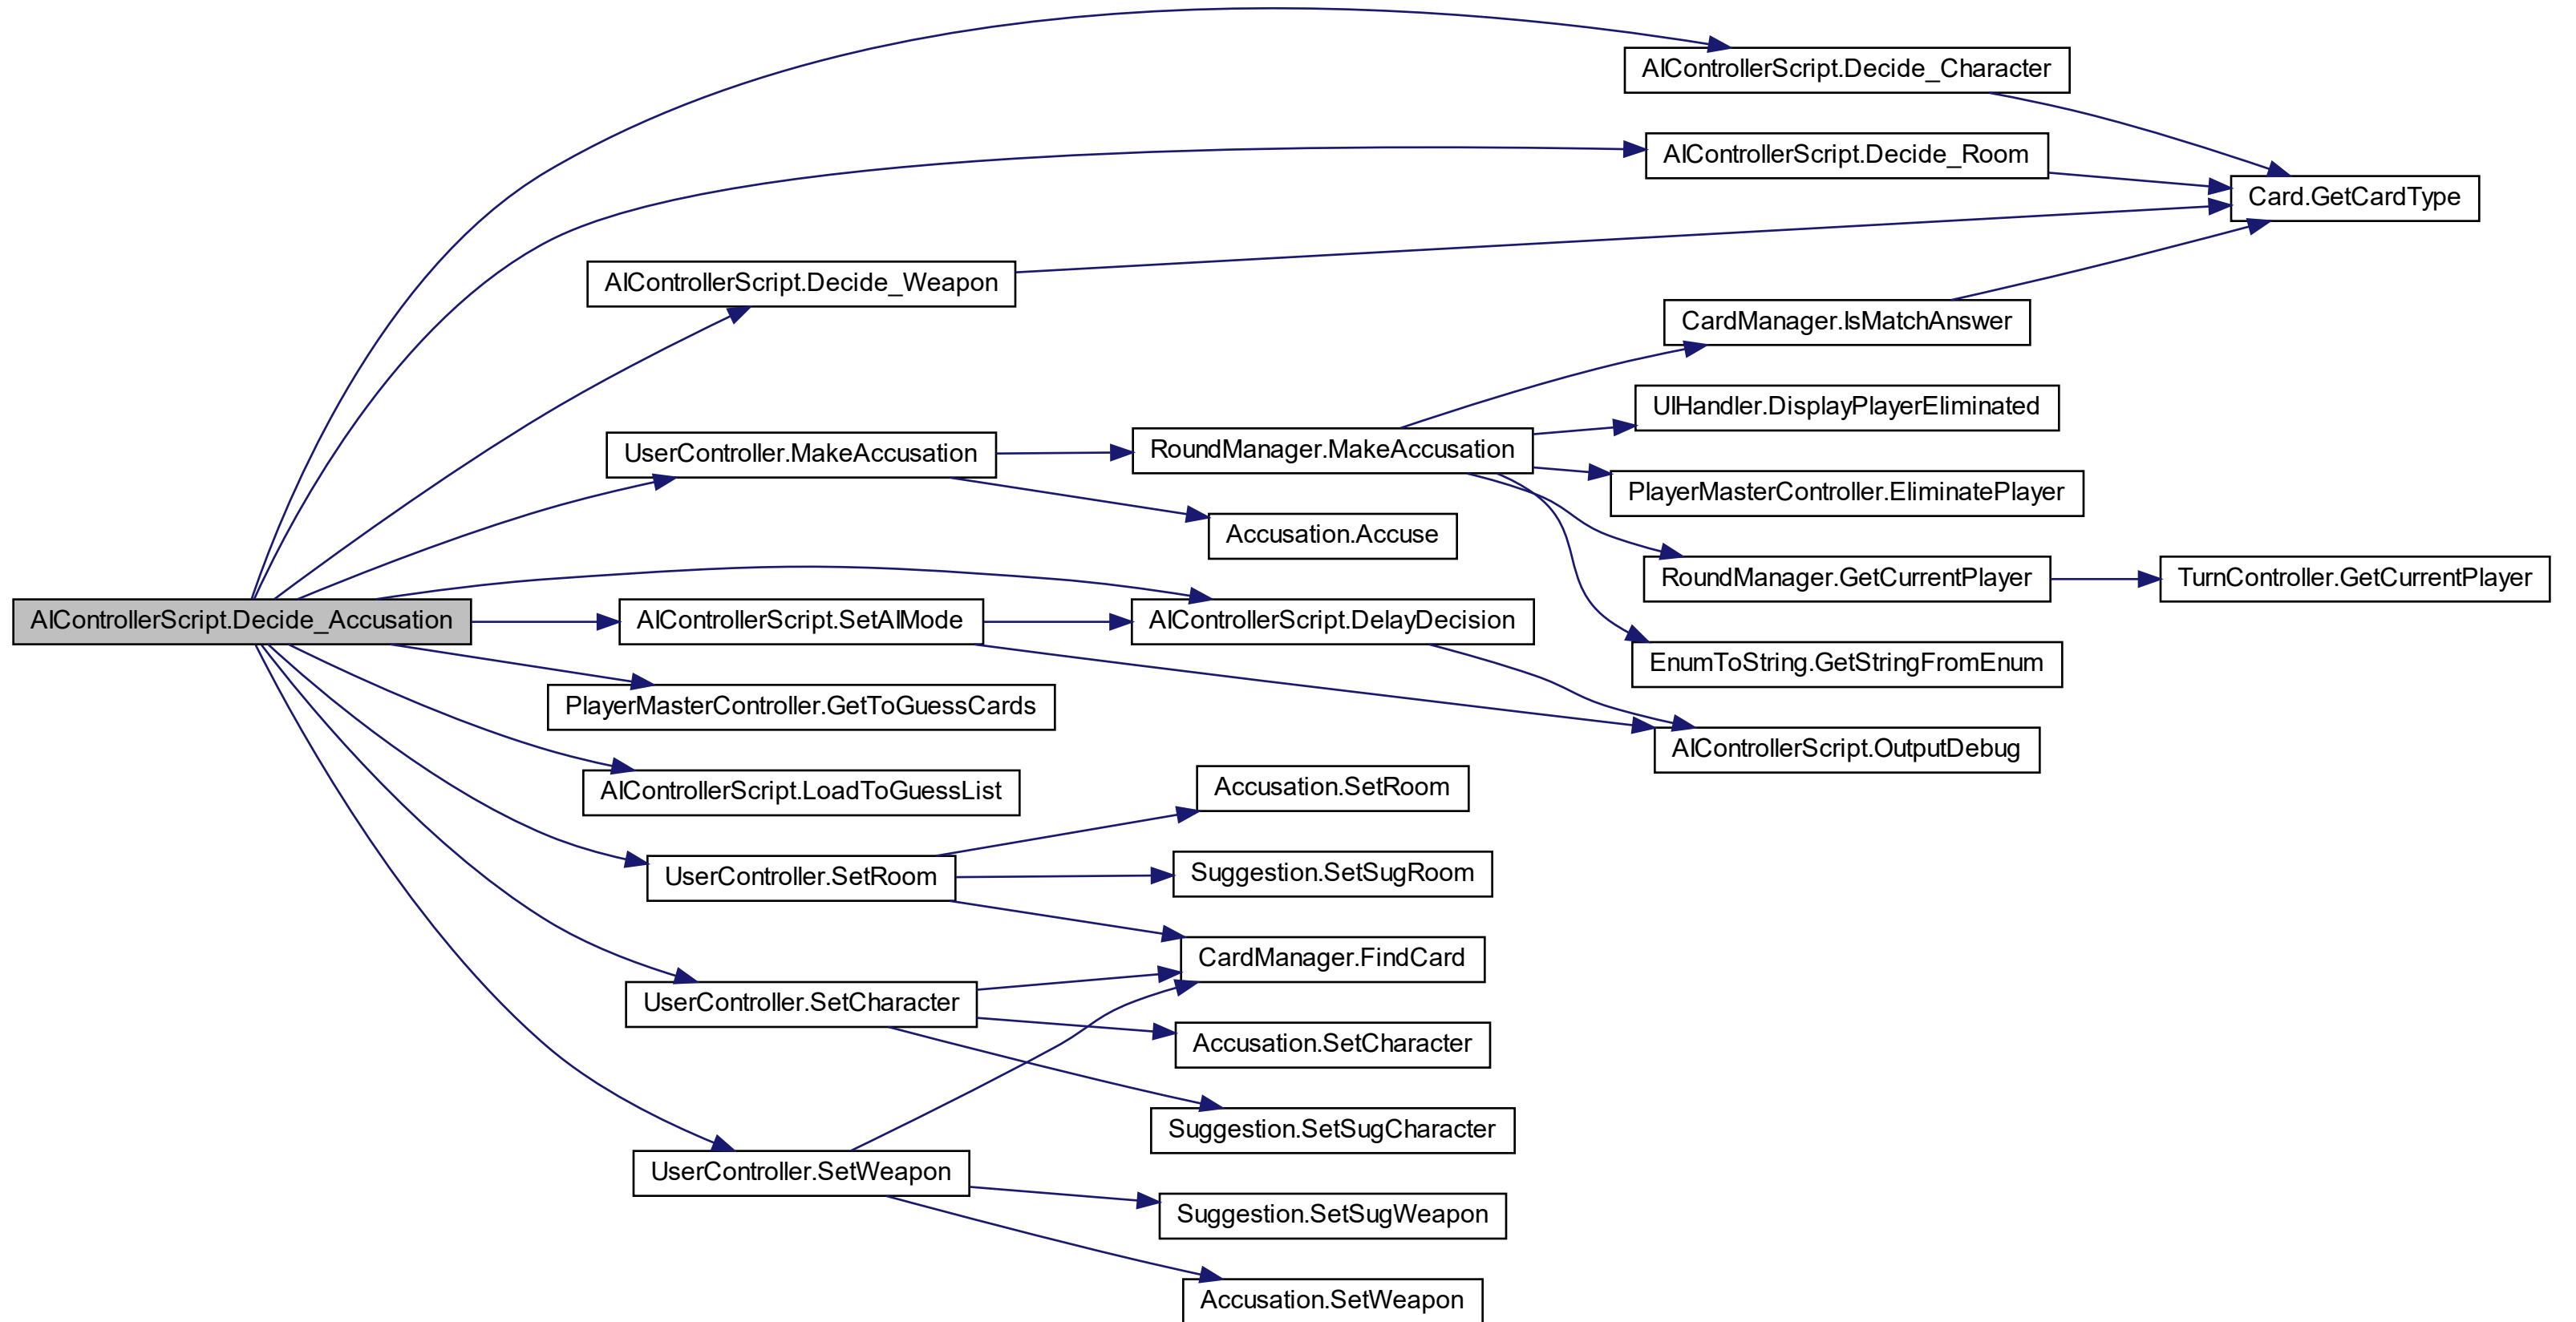 AIControllerScript.Decide_Character
AIControllerScript.Decide_Room
Card.GetCardType
AIControllerScript.Decide_Weapon
CardManager.IsMatchAnswer
UIHandler.DisplayPlayerEliminated
UserController.MakeAccusation
RoundManager.MakeAccusation
PlayerMasterController.EliminatePlayer
Accusation.Accuse
RoundManager.GetCurrentPlayer
TurnController.GetCurrentPlayer
AIControllerScript.Decide_Accusation
AIControllerScript.SetAIMode
AIControllerScript.DelayDecision
EnumToString.GetStringFromEnum
PlayerMasterController.GetToGuessCards
AIControllerScript.OutputDebug
AIControllerScript.LoadToGuessList
Accusation.SetRoom
UserController.SetRoom
Suggestion.SetSugRoom
CardManager.FindCard
UserController.SetCharacter
Accusation.SetCharacter
Suggestion.SetSugCharacter
UserController.SetWeapon
Suggestion.SetSugWeapon
Accusation.SetWeapon